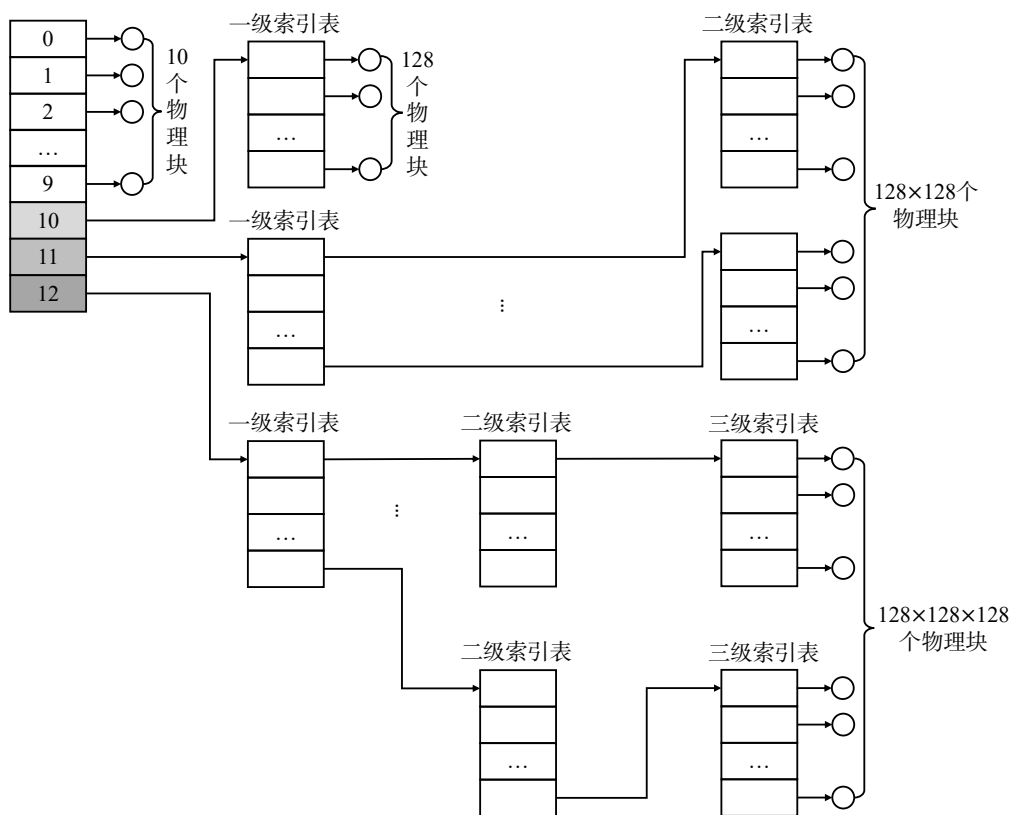 0
1
2
…
9
10
11
12
10
个
物
理
块
一级索引表
…
128
个
物
理
块
二级索引表
…
128×128个
物理块
一级索引表
…
…
…
一级索引表
…
…
二级索引表
…
三级索引表
…
128×128×128
个物理块
二级索引表
…
三级索引表
…